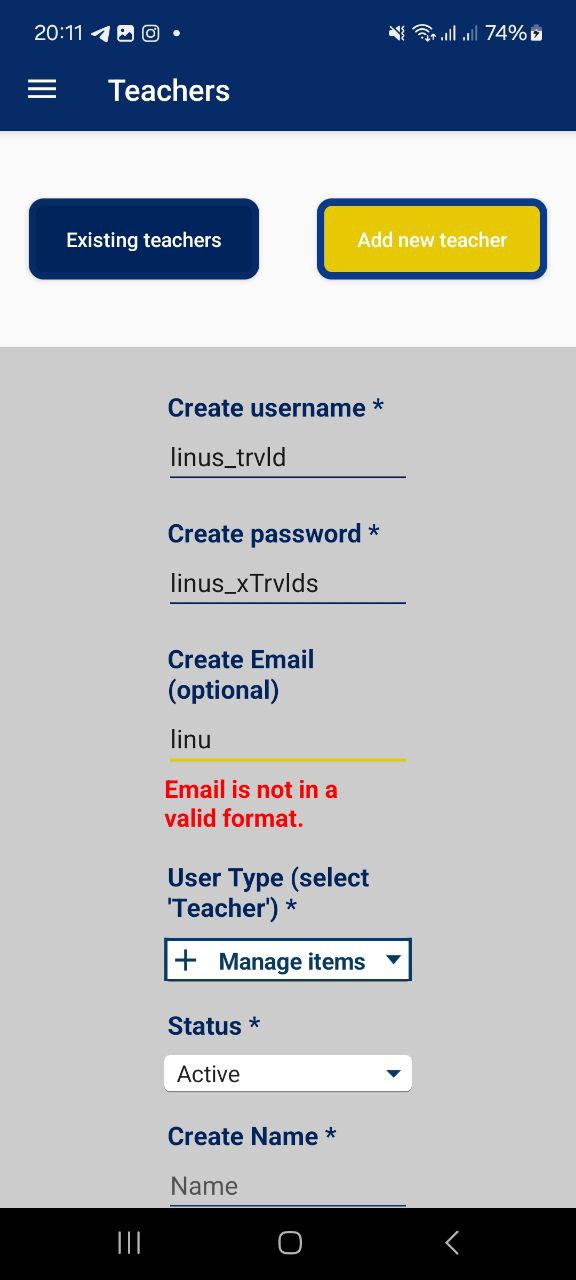 20:11
74%
Teachers
Existing teachers
Add new teacher
Create username *
linus_trvld
Create password *
linus_xTrvlds
Create Email
(optional)
linu
Email is not in a
valid format.
User Type (select
'Teacher') *
Manage items
Status *
Active
Create Name *
Name